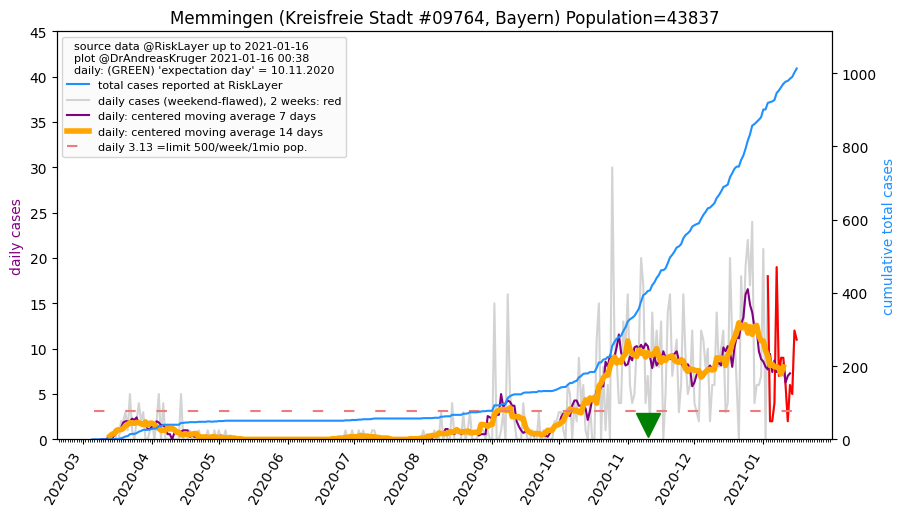 Memmingen (Kreisfreie Stadt #09764, Bayern) Population=43837
source data @RiskLayer up to 2021-01-16
plot @DrAndreasKruger 2021-01-16 00:38
daily: (GREEN) 'expectation day' = 10.11.2020
total cases reported at RiskLayer
daily cases (weekend-flawed), 2 weeks: red
daily: centered moving average 7 days
daily: centered moving average 14 days
daily 3.13 =limit 500/week/1mio pop.
daily cases
45
40
35
30
25
20
15
10
5
0
cumulative total cases
1000
800
600
400
200
0
2020-03
2020-04
2020-05
2020-06
2020-07
2020-08
2020-09
2020-10
2020-11
2020-12
2021-01